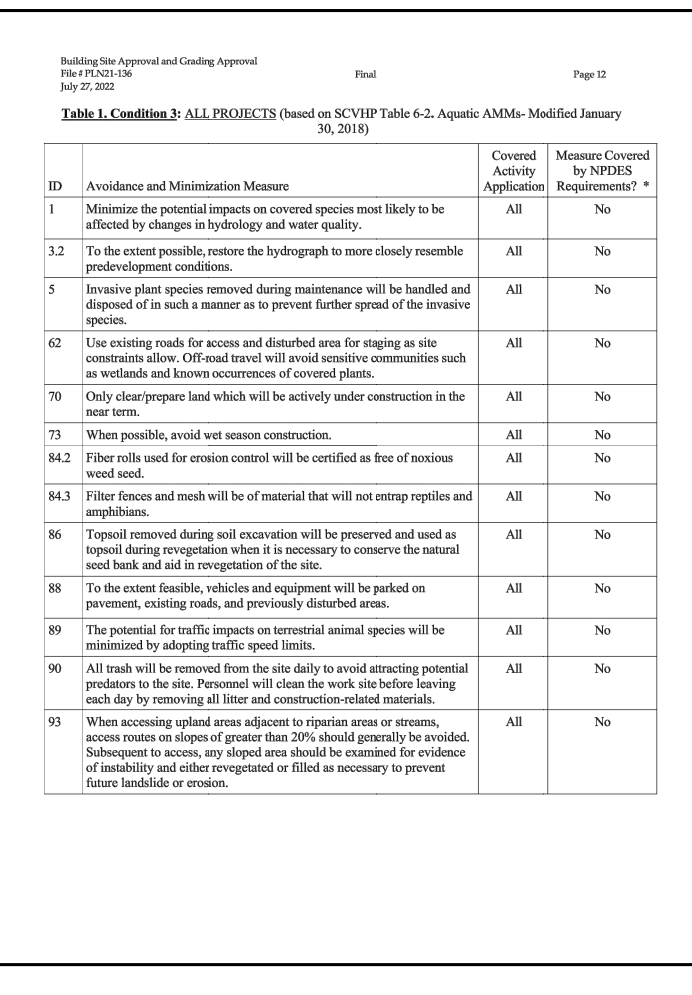 Building Site Approval and Grading Approval
File # PLN21-136
Final
Page 12
July 27, 2022
Table 1. Condition 3: ALL PROJECTS (based on SCVHP Table 6-2. Aquatic AMMs- Modified January
30, 2018)
Covered Measure Covered
Activity by NPDES
ID Avoidance and Minimization Measure Application Requirements? *
1 Minimize the potential impacts on covered species most likely to be All No
affected by changes in hydrology and water quality.
3.2 To the extent possible, restore the hydrograph to more closely resemble All No
predevelopment conditions.
5 Invasive plant species removed during maintenance will be handled and All No
disposed of in such a manner as to prevent further spread of the invasive
species.
62 Use existing roads for access and disturbed area for staging as site All No
constraints allow. Off-road travel will avoid sensitive communities such
as wetlands and known occurrences of covered plants.
70 Only clear/prepare land which will be actively under construction in the All No
near term.
73 When possible, avoid wet season construction. All No
84.2 Fiber rolls used for erosion control will be certified as free of noxious All No
weed seed.
84.3 Filter fences and mesh will be of material that will not entrap reptiles and All No
amphibians.
86 Topsoil removed during soil excavation will be preserved and used as All No
topsoil during revegetation when it is necessary to conserve the natural
seed bank and aid in revegetation of the site.
88 To the extent feasible, vehicles and equipment will be parked on All No
pavement, existing roads, and previously disturbed areas.
89 The potential for traffic impacts on terrestrial animal species will be All No
minimized by adopting traffic speed limits.
90 All trash will be removed from the site daily to avoid attracting potential All No
predators to the site. Personnel will clean the work site before leaving
each day by removing all litter and construction-related materials.
93 When accessing upland areas adjacent to riparian areas or streams, All No
access routes on slopes of greater than 20% should generally be avoided.
Subsequent to access, any sloped area should be examined for evidence
of instability and either revegetated or filled as necessary to prevent
future landslide or erosion.